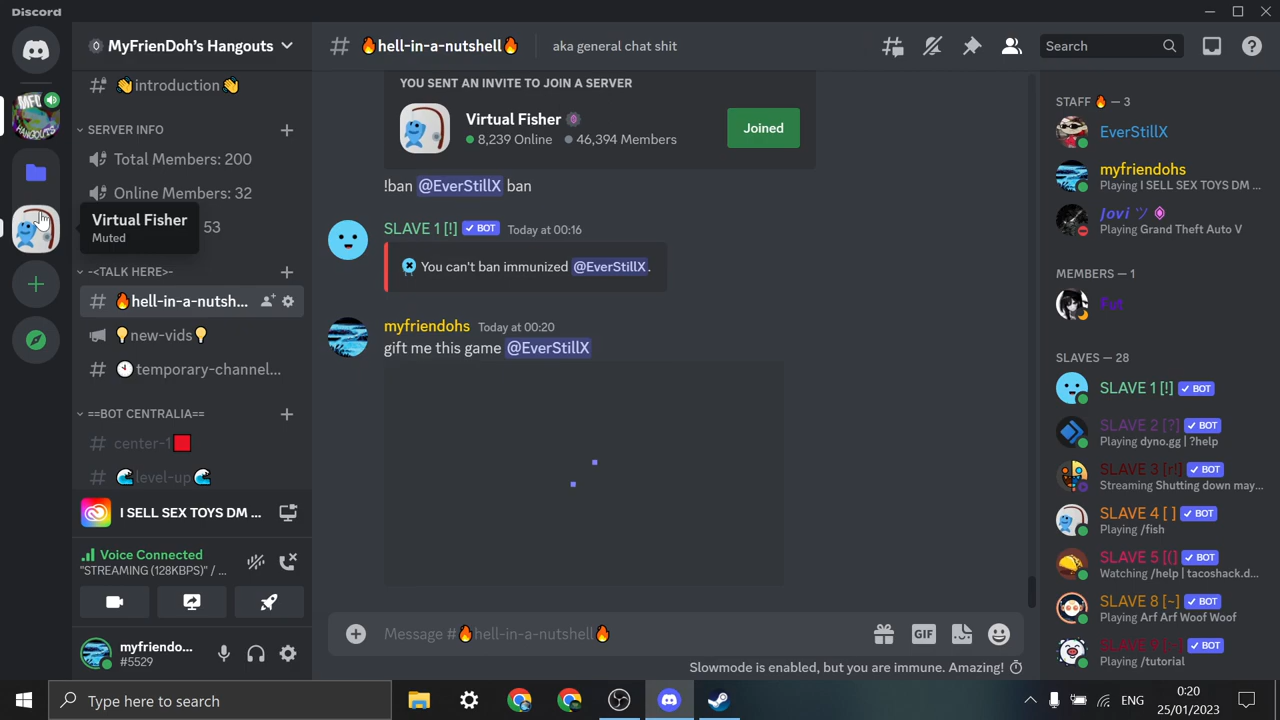 Discord
MyFrienDoh's Hangouts
🔥hell-in-a-nutshell🔥
aka general chat shit
Search
👋introduction👋
SERVER INFO
Total Members: 200
Online Members: 32
53
Virtual Fisher
Muted
-<TALK HERE>-
🔥hell-in-a-nutsh...
💡new-vids💡
🕙temporary-channel...
==BOT CENTRALIA==
center-1🟥
🌊level-up🌊
I SELL SEX TOYS DM ...
Voice Connected
"STREAMING (128KBPS)" / ...
myfriendo...
#5529
YOU SENT AN INVITE TO JOIN A SERVER
Virtual Fisher
8,239 Online 46,394 Members
Joined
!ban @EverStillX ban
SLAVE 1 [!] ✓ BOT Today at 00:16
You can't ban immunized @EverStillX.
myfriendohs Today at 00:20
gift me this game @EverStillX
Message #🔥hell-in-a-nutshell🔥
GIF
Slowmode is enabled, but you are immune. Amazing!
STAFF🔥 — 3
EverStillX
myfriendohs
Playing I SELL SEX TOYS DM ...
Jovi ツ
Playing Grand Theft Auto V
MEMBERS — 1
Fut
SLAVES — 28
SLAVE 1 [!] ✓ BOT
SLAVE 2 [?] ✓ BOT
Playing dyno.gg | ?help
SLAVE 3 [r!] ✓ BOT
Streaming Shutting down may...
SLAVE 4 [ ] ✓ BOT
Playing /fish
SLAVE 5 [(] ✓ BOT
Watching /help | tacoshack.d...
SLAVE 8 [~] ✓ BOT
Playing Arf Arf Woof Woof
✓ BOT
Playing /tutorial
Type here to search
ENG
0:20
25/01/2023